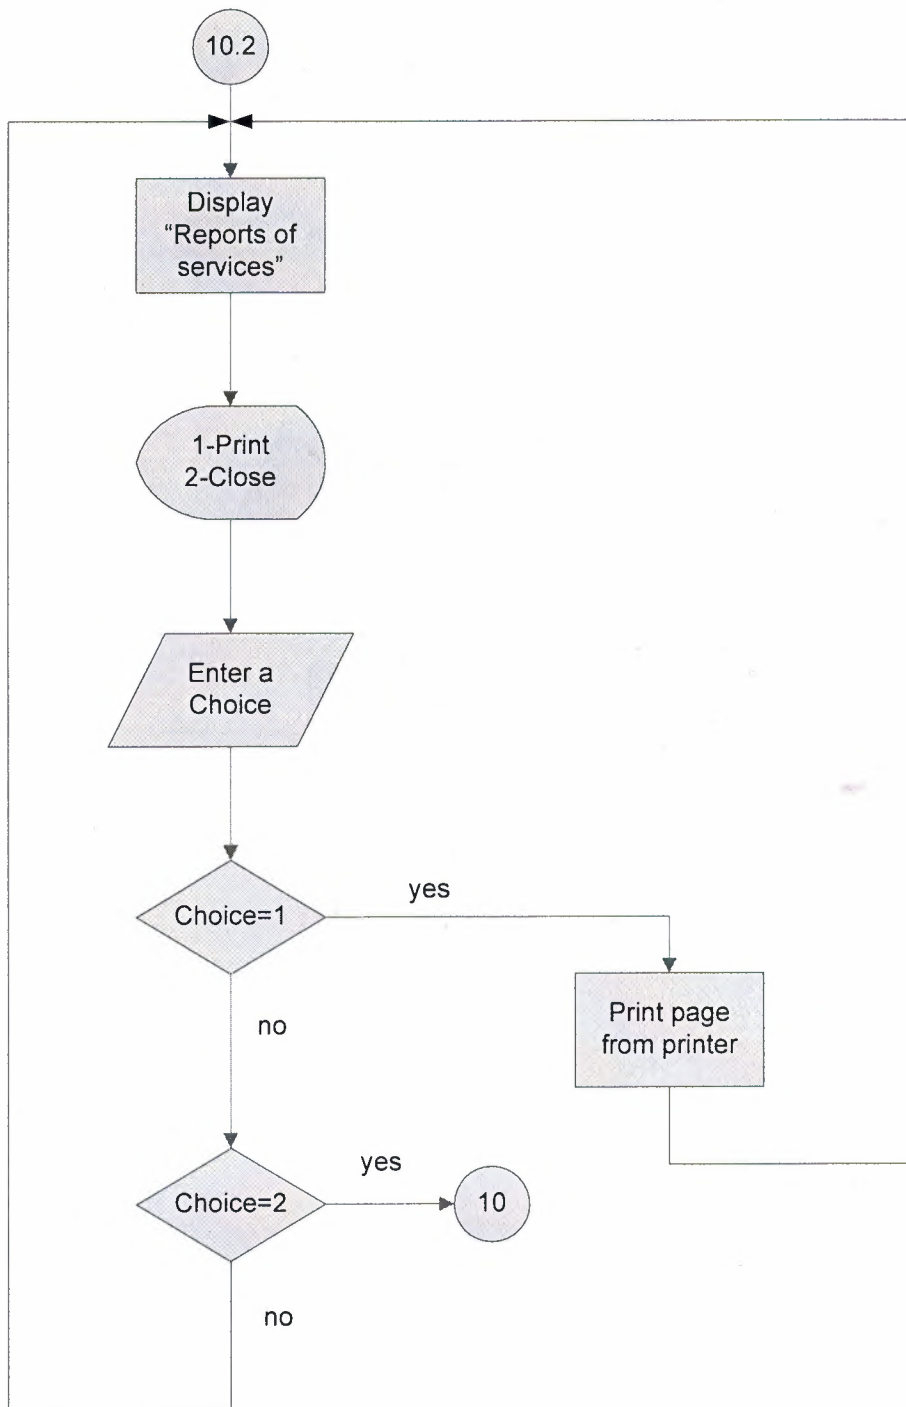 10.2
Display
“Reports of
services”
1-Print
2-Close
Enter a
Choice
Choice=1
yes
no
Print page
from printer
Choice=2
yes
10
no